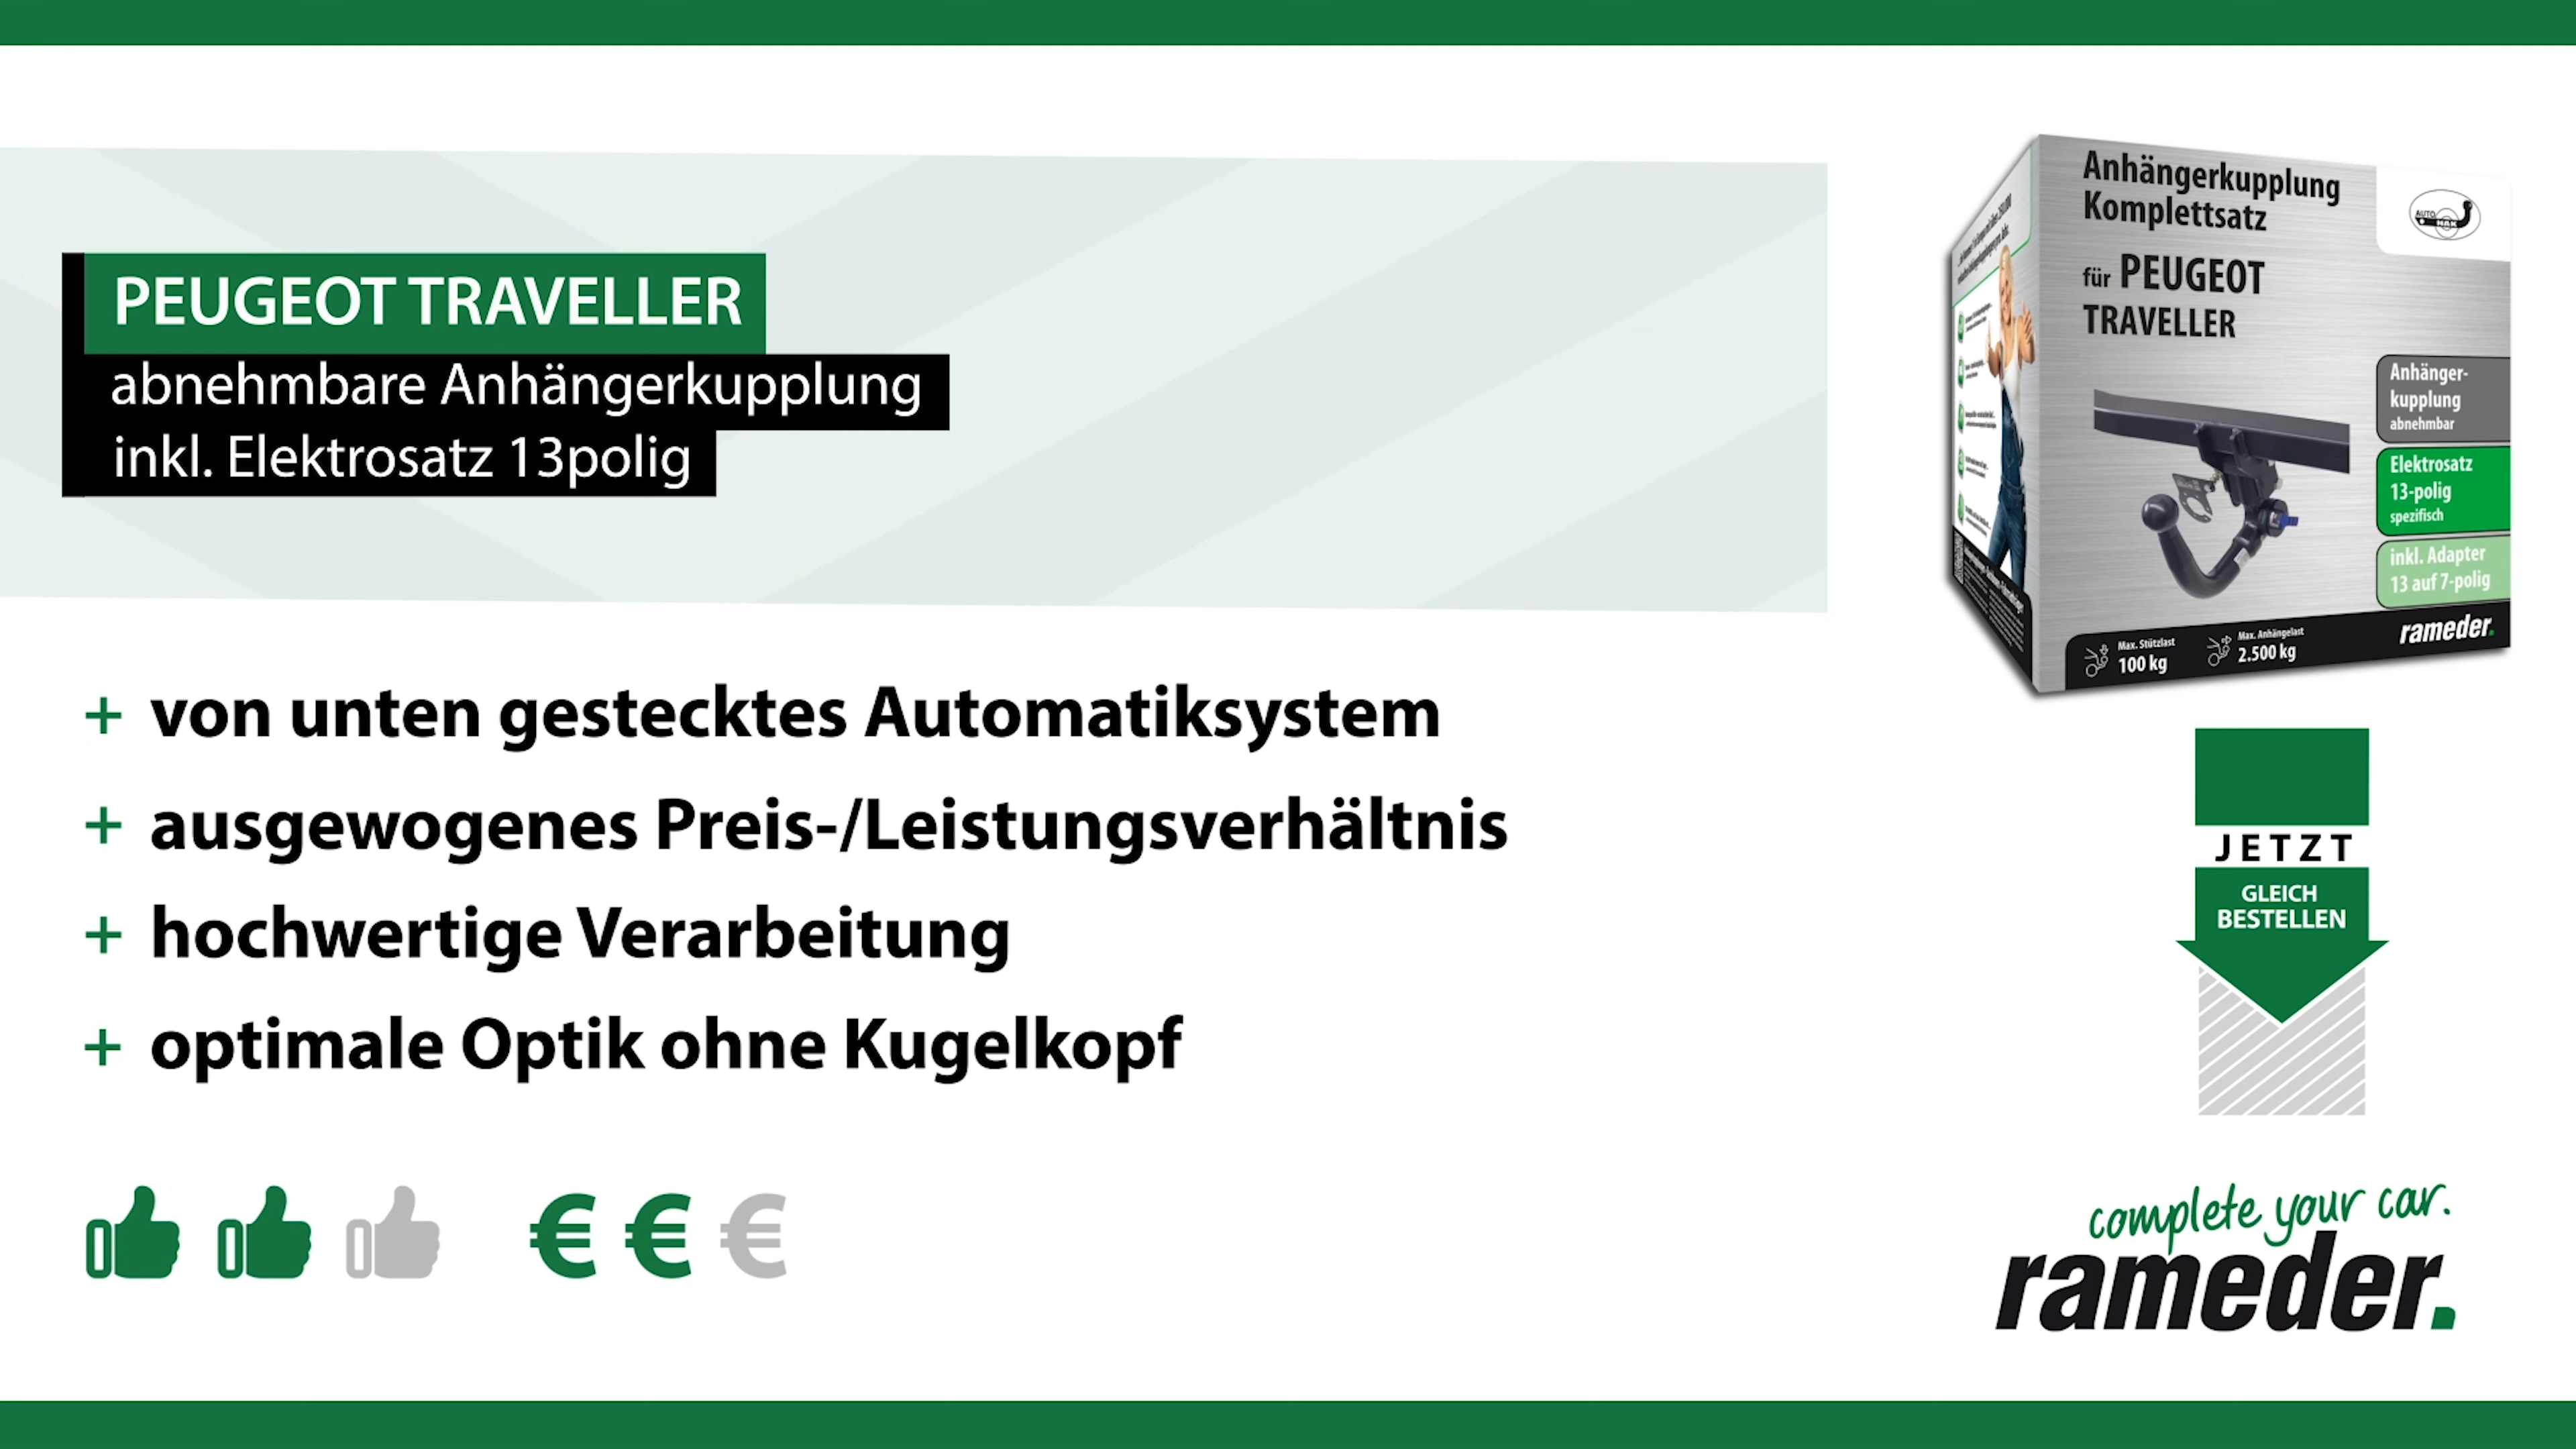 PEUGEOT TRAVELLER
abnehmbare Anhängerkupplung
inkl. Elektrosatz 13polig
+ von unten gestecktes Automatiksystem
+ ausgewogenes Preis-/Leistungsverhältnis
+ hochwertige Verarbeitung
+ optimale Optik ohne Kugelkopf
€ € €
Anhängerkupplung
Komplettsatz
für PEUGEOT
TRAVELLER
AUTO
HAK
Anhänger-
kupplung
abnehmbar
Elektrosatz
13-polig
spezifisch
inkl. Adapter
13 auf 7-polig
Max. Stützlast
100 kg
Max. Anhängelast
2.500 kg
rameder.
JETZT
GLEICH
BESTELLEN
complete your car.
rameder.